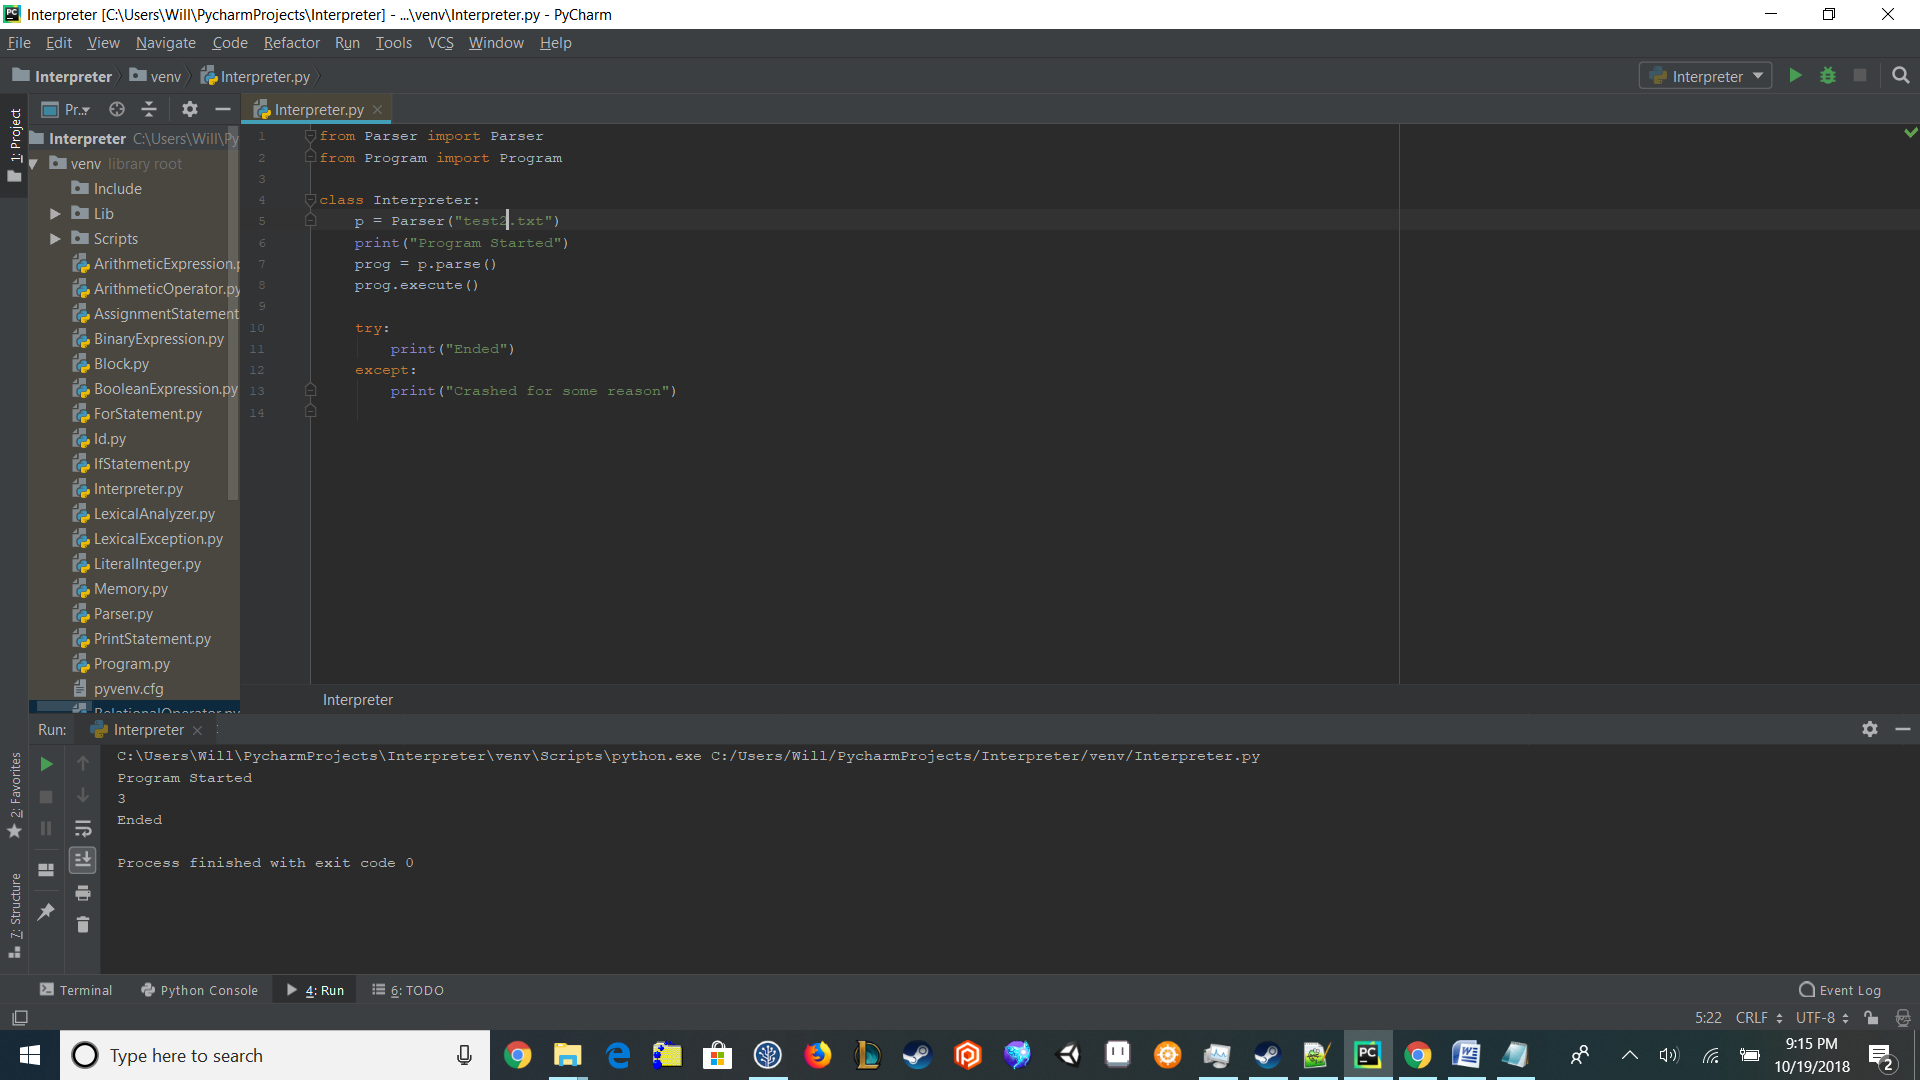 Interpreter [C:\Users\Will\PycharmProjects\Interpreter] - ...\venv\Interpreter.py - PyCharm
File Edit View Navigate Code Refactor Run Tools VCS Window Help
Interpreter venv Interpreter.py Interpreter
Pr... Interpreter.py
1: Project
Interpreter C:\Users\Will\Py
venv library root
Include
Lib
Scripts
ArithmeticExpression.p
ArithmeticOperator.py
AssignmentStatement
BinaryExpression.py
Block.py
BooleanExpression.py
ForStatement.py
Id.py
IfStatement.py
Interpreter.py
LexicalAnalyzer.py
LexicalException.py
LiteralInteger.py
Memory.py
Parser.py
PrintStatement.py
Program.py
pyvenv.cfg
RelationalOperator.py
1 from Parser import Parser
2 from Program import Program
3
4 class Interpreter:
5 p = Parser("test2.txt")
6 print("Program Started")
7 prog = p.parse()
8 prog.execute()
9
10 try:
11 print("Ended")
12 except:
13 print("Crashed for some reason")
14
Interpreter
Run: Interpreter
C:\Users\Will\PycharmProjects\Interpreter\venv\Scripts\python.exe C:/Users/Will/PycharmProjects/Interpreter/venv/Interpreter.py
Program Started
3
Ended
Process finished with exit code 0
2: Favorites
7: Structure
Terminal Python Console 4: Run 6: TODO Event Log
5:22 CRLF UTF-8
Type here to search
PC
9:15 PM
10/19/2018
2